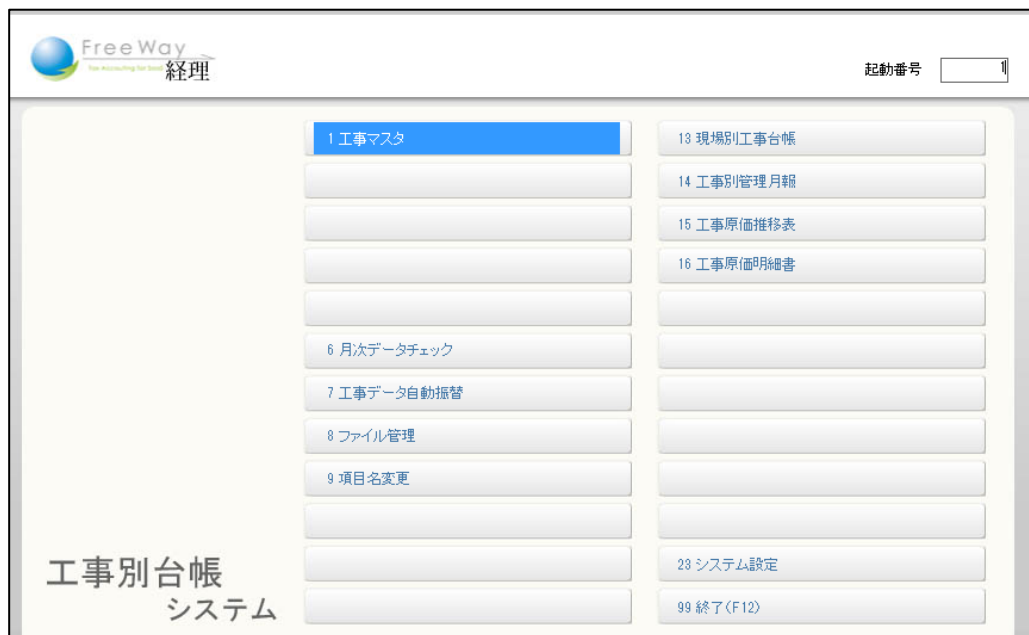 FreeWay
経理
起動番号 1
1 工事マスタ
6 月次データチェック
7 工事データ自動振替
8 ファイル管理
9 項目名変更
13 現場別工事台帳
14 工事別管理月報
15 工事原価推移表
16 工事原価明細書
23 システム設定
99 終了(F12)
工事別台帳
システム